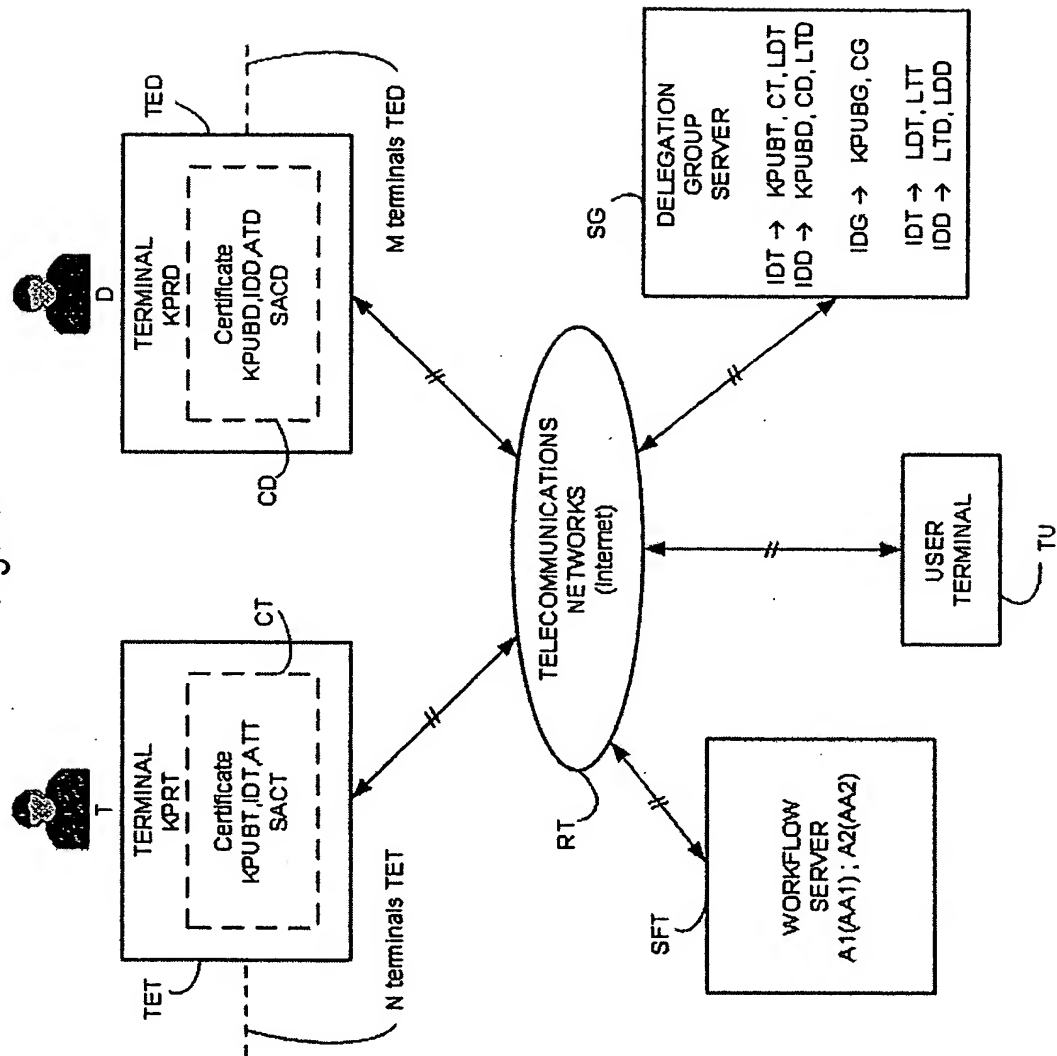 T
TET
TERMINAL
KPRT
Certificate
KPUBT,IDT,ATT
SACT
CT
N terminals TET
D
TED
TERMINAL
KPRD
Certificate
KPUBD,IDD,ATD
SACD
CD
M terminals TED
TELECOMMUNICATIONS
NETWORKS
(Internet)
RT
SFT
WORKFLOW
SERVER
A1(AA1) ; A2(AA2)
USER
TERMINAL
TU
SG
DELEGATION
GROUP
SERVER
IDT → KPUBT, CT, LDT
IDD → KPUBD, CD, LTD
IDG → KPUBG, CG
IDT → LDT, LTT
IDD → LTD, LDD